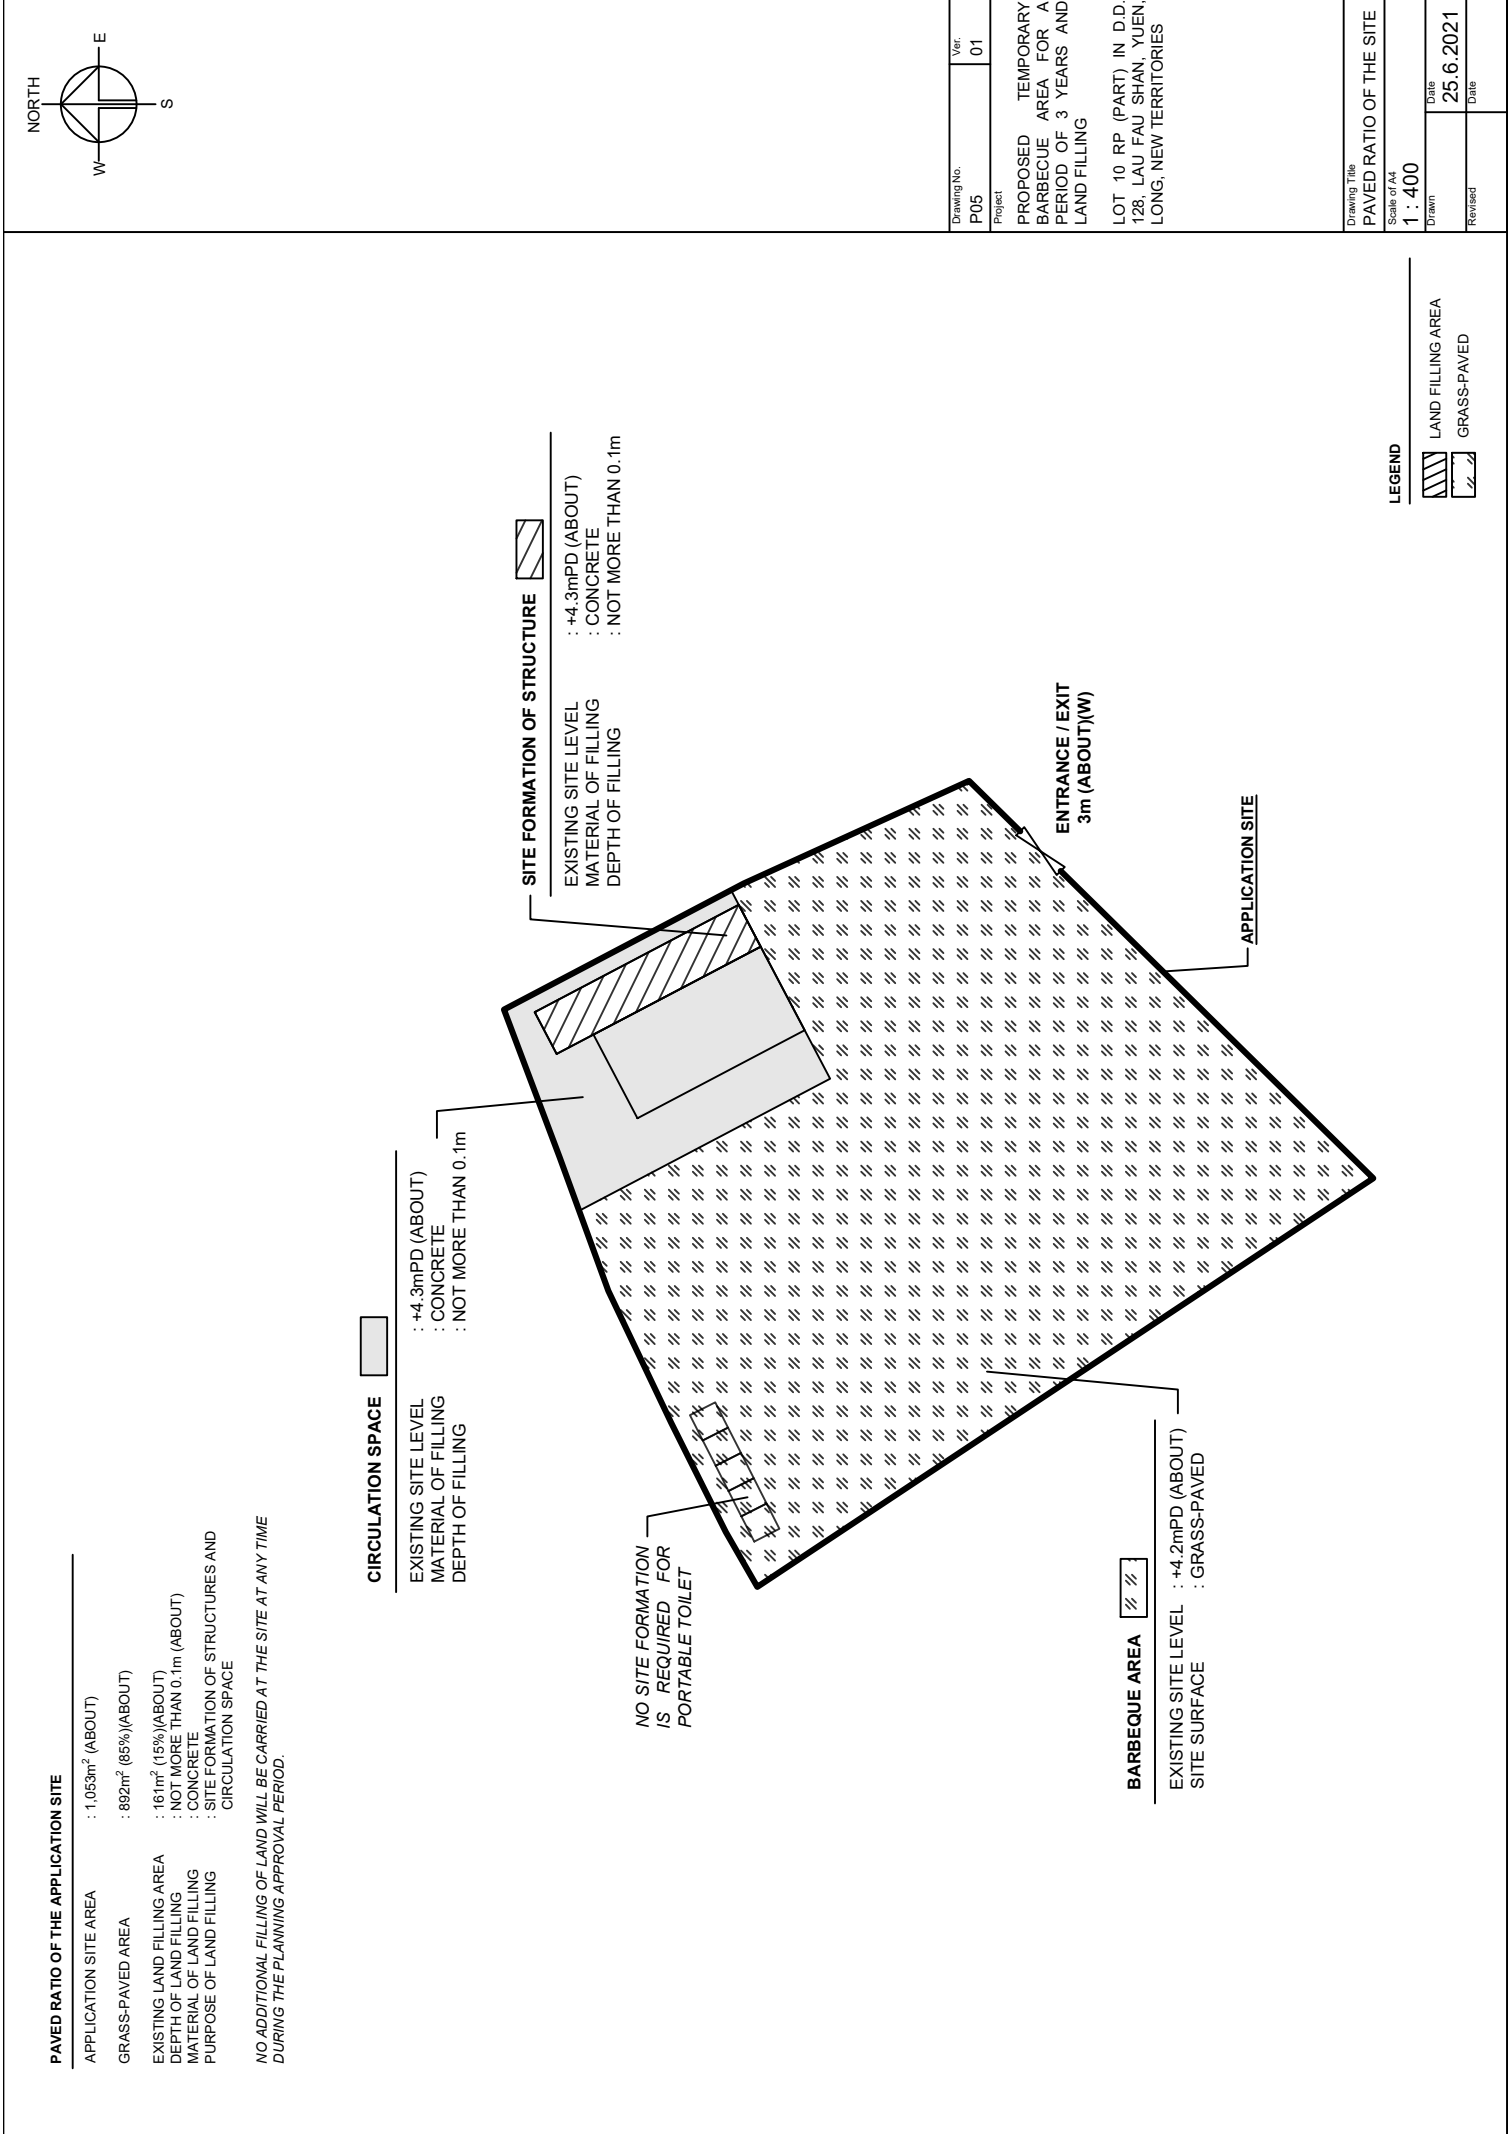 PAVED RATIO OF THE APPLICATION SITE
APPLICATION SITE AREA : 1,053m² (ABOUT)
GRASS-PAVED AREA : 892m² (85%)(ABOUT)
EXISTING LAND FILLING AREA : 161m² (15%)(ABOUT)
DEPTH OF LAND FILLING : NOT MORE THAN 0.1m (ABOUT)
MATERIAL OF LAND FILLING : CONCRETE
PURPOSE OF LAND FILLING : SITE FORMATION OF STRUCTURES AND
CIRCULATION SPACE
NO ADDITIONAL FILLING OF LAND WILL BE CARRIED AT THE SITE AT ANY TIME
DURING THE PLANNING APPROVAL PERIOD.
CIRCULATION SPACE
EXISTING SITE LEVEL : +4.3mPD (ABOUT)
MATERIAL OF FILLING : CONCRETE
DEPTH OF FILLING : NOT MORE THAN 0.1m
SITE FORMATION OF STRUCTURE
EXISTING SITE LEVEL : +4.3mPD (ABOUT)
MATERIAL OF FILLING : CONCRETE
DEPTH OF FILLING : NOT MORE THAN 0.1m
NO SITE FORMATION
IS REQUIRED FOR
PORTABLE TOILET
ENTRANCE / EXIT
3m (ABOUT)(W)
APPLICATION SITE
BARBEQUE AREA
EXISTING SITE LEVEL : +4.2mPD (ABOUT)
SITE SURFACE : GRASS-PAVED
LEGEND
LAND FILLING AREA
GRASS-PAVED
NORTH
W
E
S
Drawing No.
P05
Ver.
01
Project
PROPOSED TEMPORARY
BARBECUE AREA FOR A
PERIOD OF 3 YEARS AND
LAND FILLING
LOT 10 RP (PART) IN D.D.
128, LAU FAU SHAN, YUEN,
LONG, NEW TERRITORIES
Drawing Title
PAVED RATIO OF THE SITE
Scale of A4
1 : 400
Drawn
Date
25.6.2021
Revised
Date